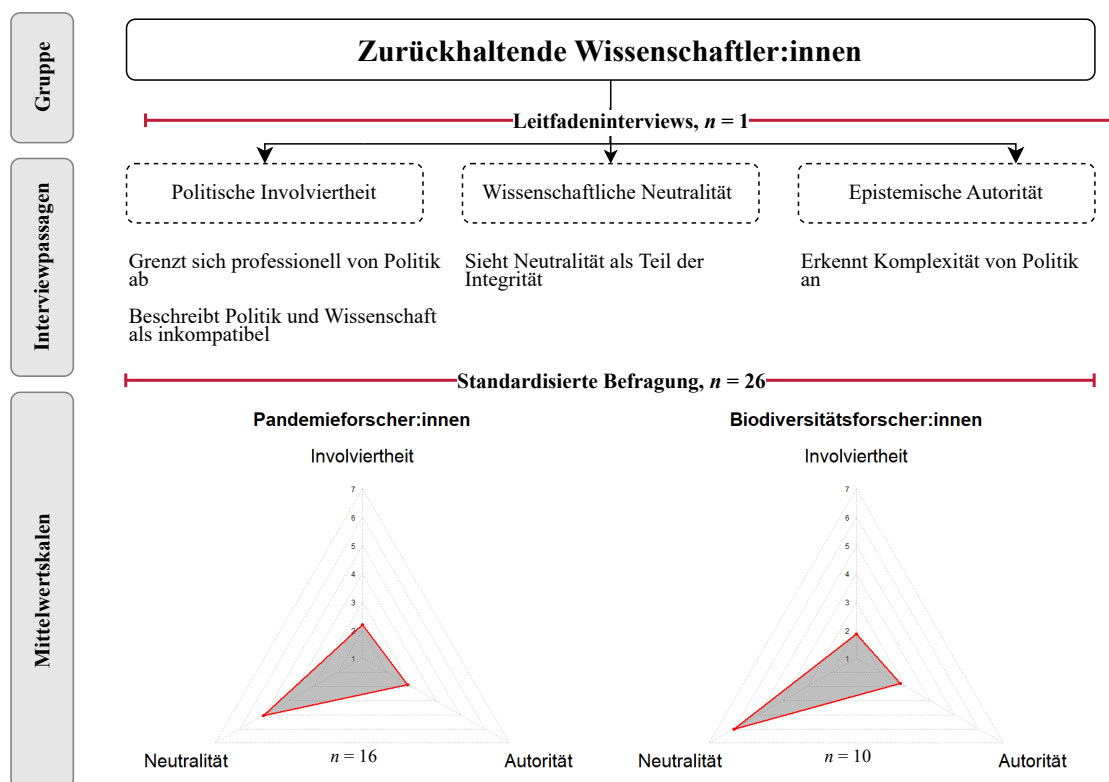 Gruppe
Zurückhaltende Wissenschaftler:innen
Leitfadeninterviews, n = 1
Interviewpassagen
Politische Involviertheit
Wissenschaftliche Neutralität
Epistemische Autorität
Grenzt sich professionell von Politik
ab
Beschreibt Politik und Wissenschaft
als inkompatibel
Sieht Neutralität als Teil der
Integrität
Erkennt Komplexität von Politik
an
Standardisierte Befragung, n = 26
Mittelwertskalen
Pandemieforscher:innen
Involviertheit
7
6
5
4
3
2
1
Neutralität
n = 16
Autorität
Biodiversitätsforscher:innen
Involviertheit
7
6
5
4
3
2
1
Neutralität
n = 10
Autorität